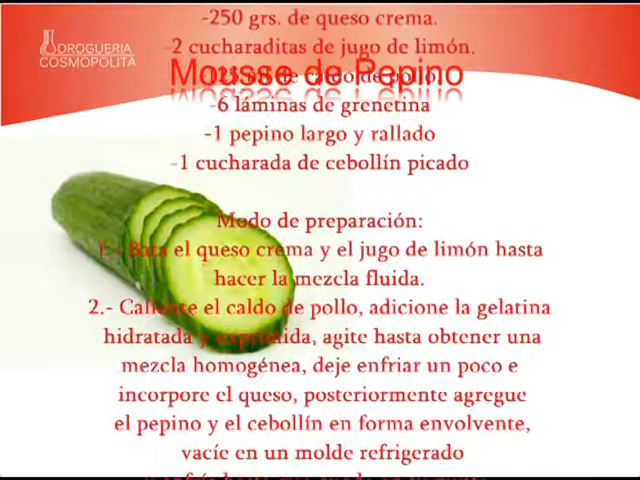 DROGUERIA
COSMOPOLITA
-250 grs. de queso crema.
-2 cucharaditas de jugo de limón.
Mousse de Pepino
de caldo de pollo.
-6 láminas de grenetina
-1 pepino largo y rallado
-1 cucharada de cebollín picado
Modo de preparación:
1.- Bata el queso crema y el jugo de limón hasta
hacer la mezcla fluida.
2.- Caliente el caldo de pollo, adicione la gelatina
hidratada y exprimida, agite hasta obtener una
mezcla homogénea, deje enfriar un poco e
incorpore el queso, posteriormente agregue
el pepino y el cebollín en forma envolvente,
vacíe en un molde refrigerado